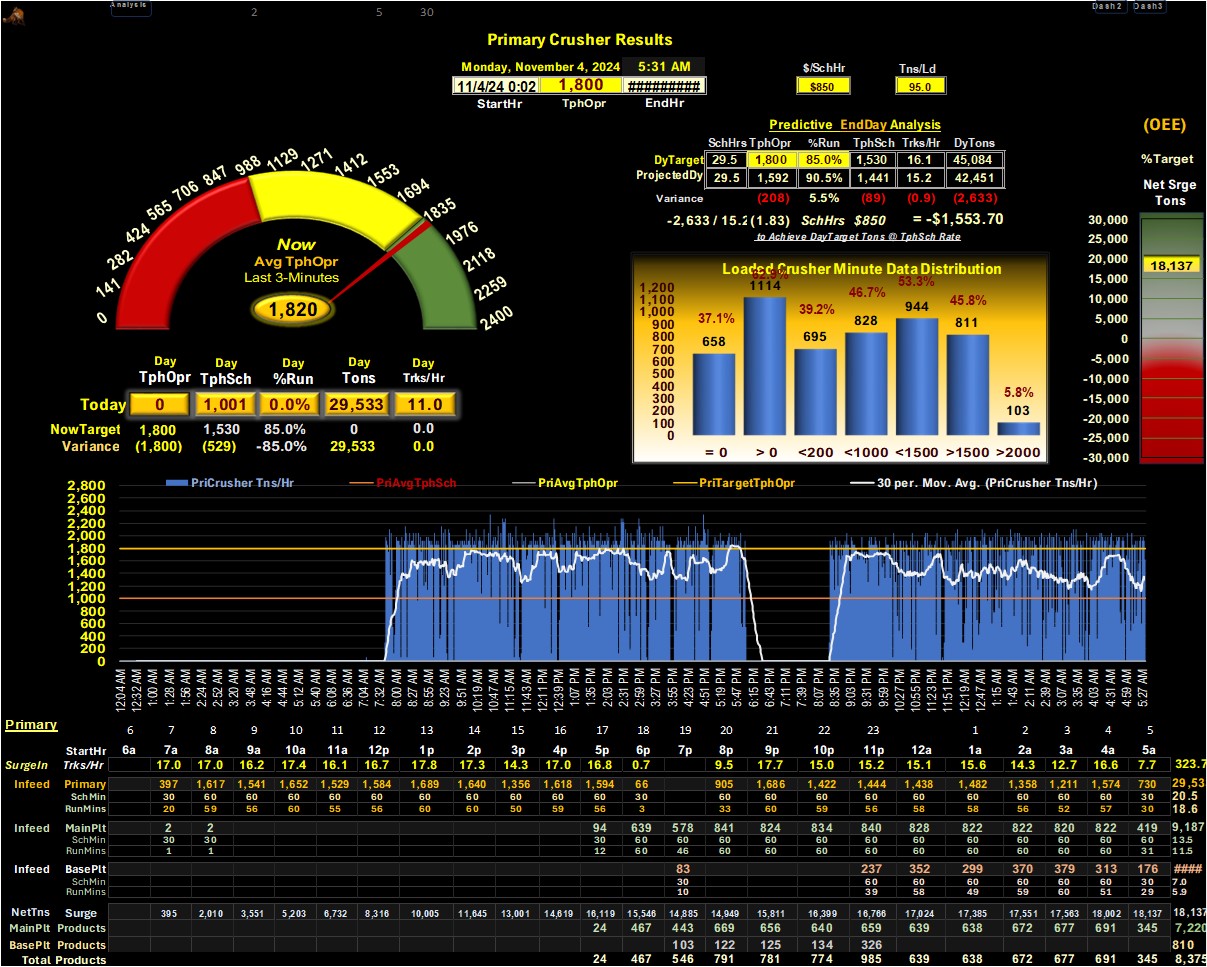 Analysis 2 5 30 Dash2 Dash3
Primary Crusher Results
Monday, November 4, 2024 5:31 AM
11/4/24 0:02 1,800 ###########
StartHr TphOpr EndHr
$/SchHr Tns/Ld
$850 95.0
Predictive EndDay Analysis
SchHrs TphOpr %Run TphSch Trks/Hr DyTons
DyTarget 29.5 1,800 85.0% 1,530 16.1 45,084
ProjectedDy 29.5 1,592 90.5% 1,441 15.2 42,451
Variance (208) 5.5% (89) (0.9) (2,633)
-2,633 / 15.2 (1.83) SchHrs $850 = -$1,553.70
to Achieve DayTarget Tons @ TphSch Rate
(OEE)
%Target
Net Srge
Tons
30,000
25,000
20,000
18,137
15,000
10,000
5,000
0
-5,000
-10,000
-15,000
-20,000
-25,000
-30,000
0 141 282 424 565 706 847 988 1129 1271 1412 1553 1694 1835 1976 2118 2259 2400
Now
Avg TphOpr
Last 3-Minutes
1,820
Day Day Day Day Day
TphOpr TphSch %Run Tons Trks/Hr
Today 0 1,001 0.0% 29,533 11.0
NowTarget 1,800 1,530 85.0% 0 0.0
Variance (1,800) (529) -85.0% 29,533 0.0
Loaded Crusher Minute Data Distribution
1,200
1,100
1,000
900
800
700
600
500
400
300
200
100
0
37.1% 62.9% 39.2% 46.7% 53.3% 45.8% 5.8%
658 1114 695 828 944 811 103
= 0 > 0 <200 <1000 <1500 >1500 >2000
PriCrusher Tns/Hr PriAvgTphSch PriAvgTphOpr PriTargetTphOpr 30 per. Mov. Avg. (PriCrusher Tns/Hr)
2,800
2,600
2,400
2,200
2,000
1,800
1,600
1,400
1,200
1,000
800
600
400
200
0
12:04 AM 12:32 AM 1:00 AM 1:28 AM 1:56 AM 2:24 AM 2:52 AM 3:20 AM 3:48 AM 4:16 AM 4:44 AM 5:12 AM 5:40 AM 6:08 AM 6:36 AM 7:04 AM 7:32 AM 8:00 AM 8:27 AM 8:55 AM 9:23 AM 9:51 AM 10:19 AM 10:47 AM 11:15 AM 11:43 AM 12:11 PM 12:39 PM 1:07 PM 1:35 PM 2:03 PM 2:31 PM 2:59 PM 3:27 PM 3:55 PM 4:23 PM 4:51 PM 5:19 PM 5:47 PM 6:15 PM 6:43 PM 7:11 PM 7:39 PM 8:07 PM 8:35 PM 9:03 PM 9:31 PM 9:59 PM 10:27 PM 10:55 PM 11:23 PM 11:51 PM 12:19 AM 12:47 AM 1:15 AM 1:43 AM 2:11 AM 2:39 AM 3:07 AM 3:35 AM 4:03 AM 4:31 AM 4:59 AM 5:27 AM
Primary 6 7 8 9 10 11 12 13 14 15 16 17 18 19 20 21 22 23 1 2 3 4 5
StartHr 6a 7a 8a 9a 10a 11a 12p 1p 2p 3p 4p 5p 6p 7p 8p 9p 10p 11p 12a 1a 2a 3a 4a 5a
SurgeIn Trks/Hr 17.0 17.0 16.2 17.4 16.1 16.7 17.8 17.3 14.3 17.0 16.8 0.7 9.5 17.7 15.0 15.2 15.1 15.6 14.3 12.7 16.6 7.7 323.7
Infeed Primary 397 1,617 1,541 1,652 1,529 1,584 1,689 1,640 1,356 1,618 1,594 66 905 1,686 1,422 1,444 1,438 1,482 1,358 1,211 1,574 730 29,53
SchMin 30 60 60 60 60 60 60 60 60 60 60 30 60 60 60 60 60 60 60 60 60 30 20.5
RunMins 20 59 56 60 55 56 60 60 50 59 56 3 33 60 59 58 58 56 56 52 57 30 18.6
Infeed MainPlt 2 2 94 639 578 841 824 834 840 828 822 822 820 822 419 9,187
SchMin 30 30 30 60 60 60 60 60 60 60 60 60 60 60 30 13.5
RunMins 1 1 12 60 46 60 60 60 60 60 60 60 60 60 31 11.5
Infeed BasePlt 83 237 352 299 370 379 313 176 ####
SchMin 30 60 60 60 60 60 60 30 7.0
RunMins 10 39 58 49 59 60 51 29 5.9
NetTns Surge 395 2,010 3,551 5,203 6,732 8,316 10,005 11,645 13,001 14,619 16,119 15,546 14,885 14,949 15,811 16,399 16,766 17,024 17,385 17,551 17,563 18,002 18,137 18,137
MainPlt Products 24 467 443 669 656 640 659 639 638 672 677 691 345 7,220
BasePlt Products 103 122 125 134 326 810
Total Products 24 467 546 791 781 774 985 639 638 672 677 691 345 8,375